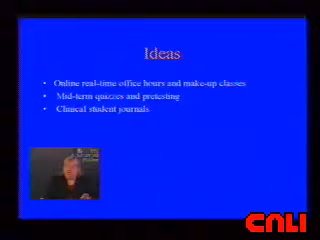 Ideas
• Online real-time office hours and make-up classes
• Mid-term quizzes and pretesting
• Clinical student journals
CALI